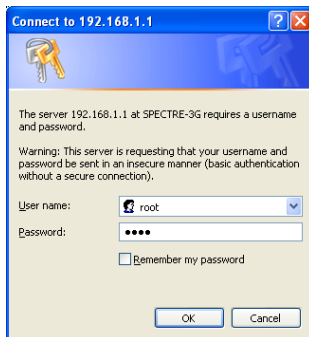 Connect to 192.168.1.1
The server 192.168.1.1 at SPECTRE-3G requires a username
and password.
Warning: This server is requesting that your username and
password be sent in an insecure manner (basic authentication
without a secure connection).
User name:
root
Password:
••••
Remember my password
OK
Cancel